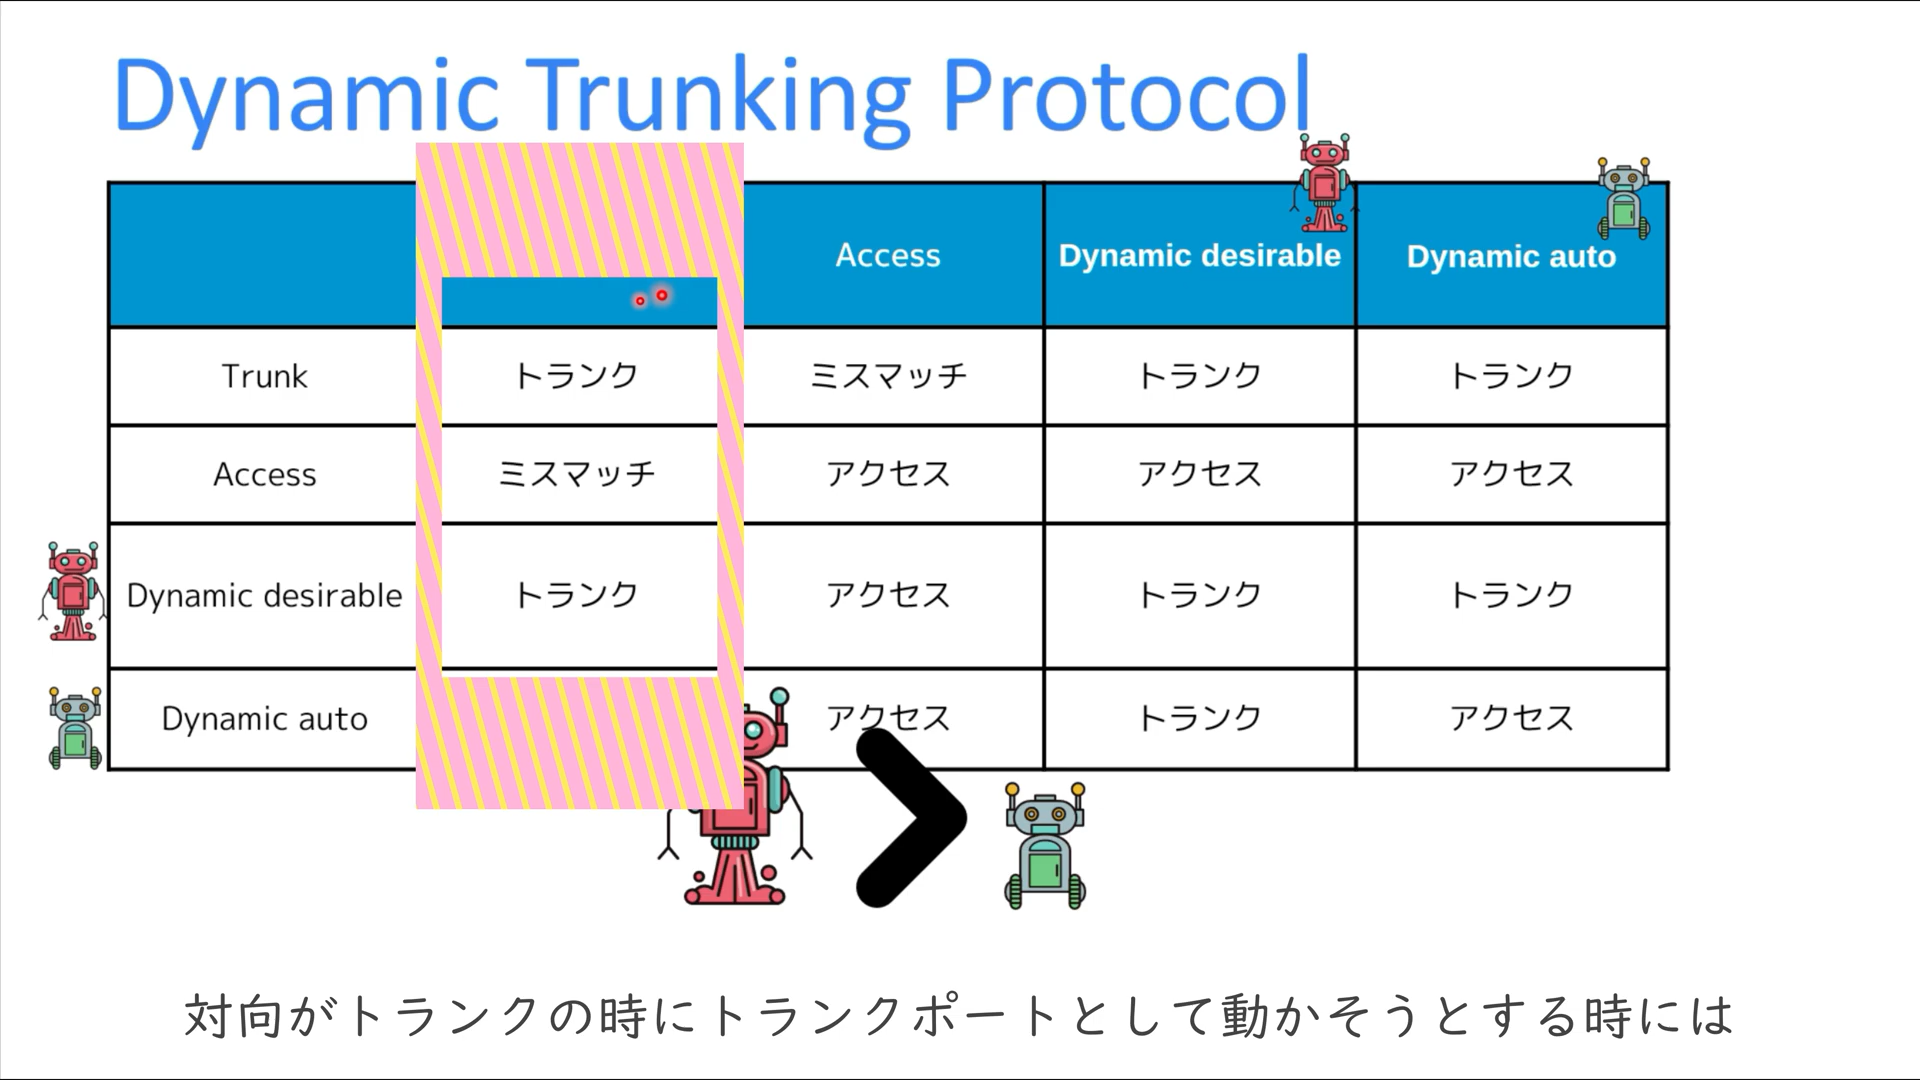 Dynamic Trunking Protocol
Access Dynamic desirable Dynamic auto
Trunk トランク ミスマッチ トランク トランク
Access ミスマッチ アクセス アクセス アクセス
Dynamic desirable トランク アクセス トランク トランク
Dynamic auto アクセス トランク アクセス
対向がトランクの時にトランクポートとして動かそうとする時には